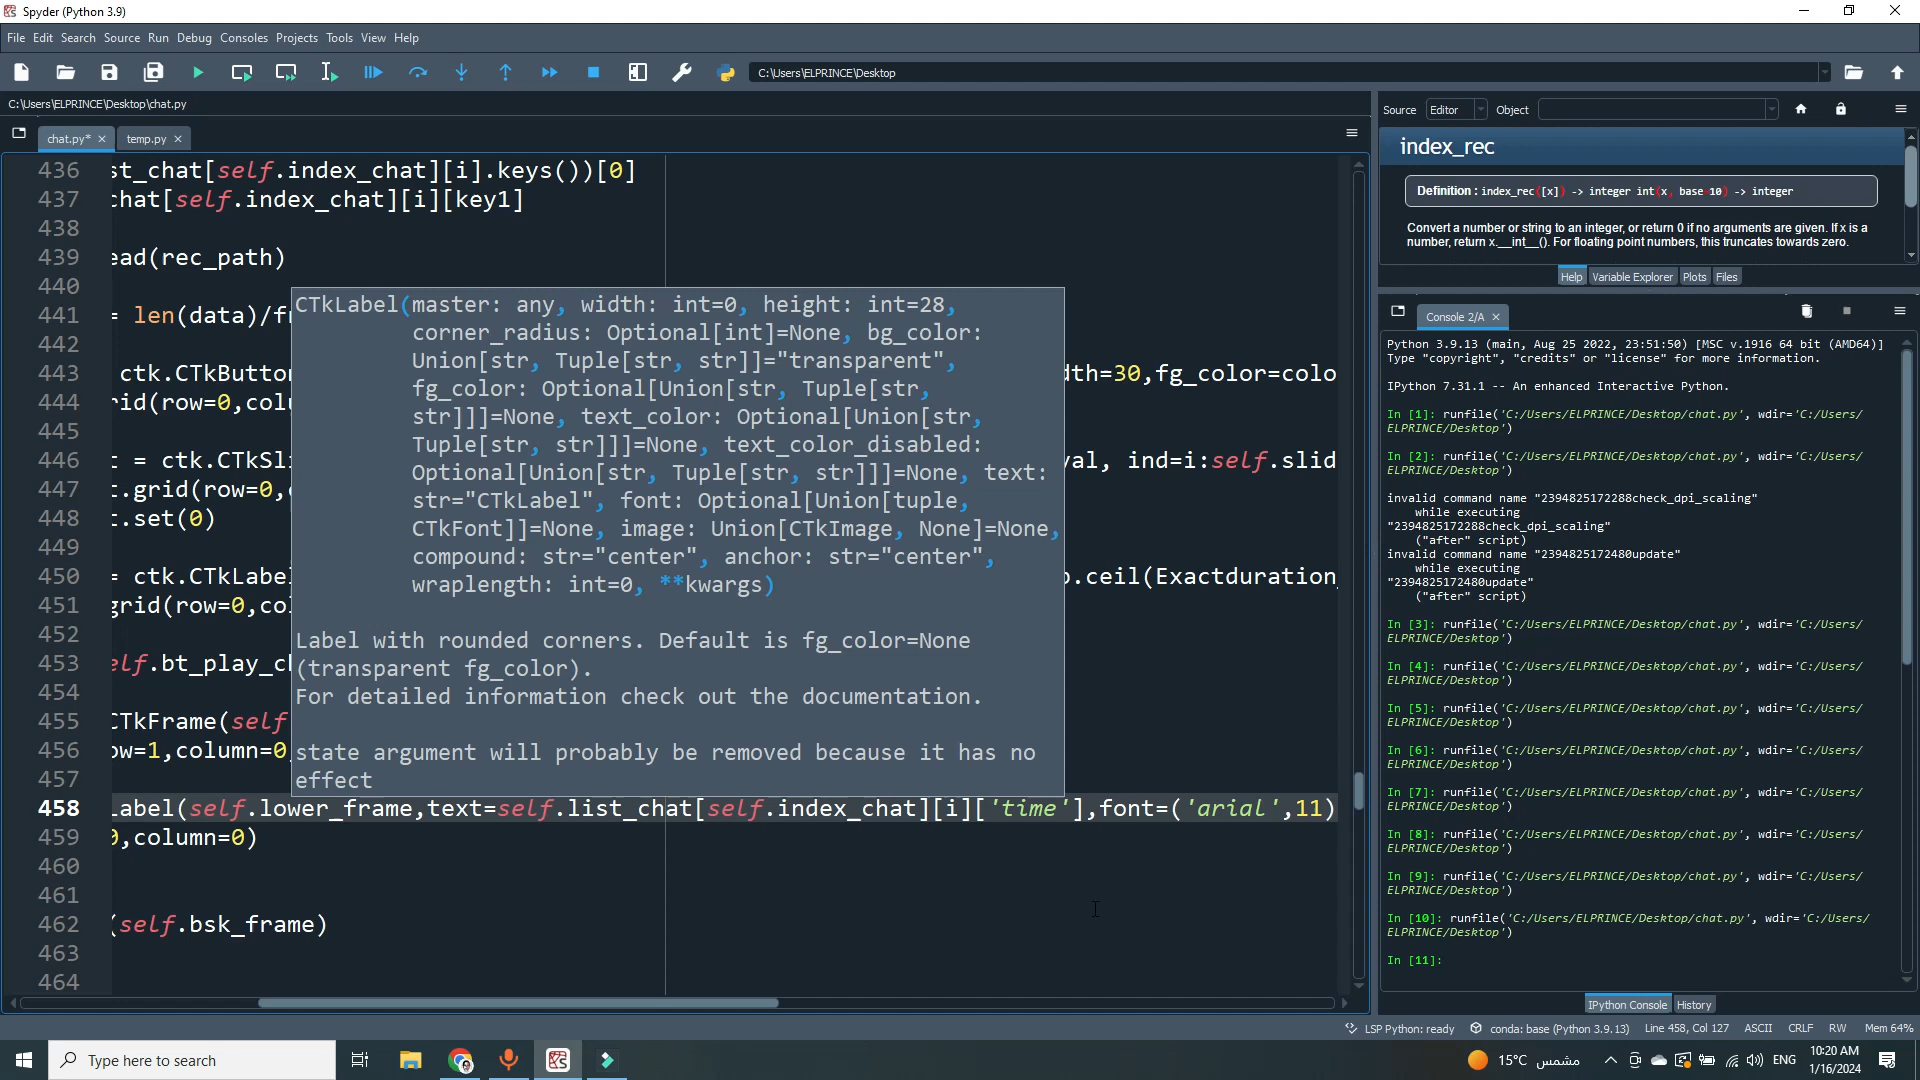 Spyder (Python 3.9)
File Edit Search Source Run Debug Consoles Projects Tools View Help
C:\Users\ELPRINCE\Desktop
C:\Users\ELPRINCE\Desktop\chat.py
chat.py* temp.py
436 st_chat[self.index_chat][i].keys())[0]
437 chat[self.index_chat][i][key1]
438
439 ead(rec_path)
440
441 = len(data)/fr
442
443 ctk.CTkButton dth=30,fg_color=colo
444 rid(row=0,colu
445
446 t = ctk.CTkSli val, ind=i:self.slid
447 t.grid(row=0,c
448 t.set(0)
449
450 = ctk.CTkLabel p.ceil(Exactduration_
451 grid(row=0,col
452
453 elf.bt_play_ch
454
455 CTkFrame(self
456 ow=1,column=0
457
458 Label(self.lower_frame,text=self.list_chat[self.index_chat][i]['time'],font=('arial',11)
459 0,column=0)
460
461
462 (self.bsk_frame)
463
464
CTkLabel(master: any, width: int=0, height: int=28,
corner_radius: Optional[int]=None, bg_color:
Union[str, Tuple[str, str]]="transparent",
fg_color: Optional[Union[str, Tuple[str,
str]]]=None, text_color: Optional[Union[str,
Tuple[str, str]]]=None, text_color_disabled:
Optional[Union[str, Tuple[str, str]]]=None, text:
str="CTkLabel", font: Optional[Union[tuple,
CTkFont]]=None, image: Union[CTkImage, None]=None,
compound: str="center", anchor: str="center",
wraplength: int=0, **kwargs)
Label with rounded corners. Default is fg_color=None
(transparent fg_color).
For detailed information check out the documentation.
state argument will probably be removed because it has no
effect
Source Editor Object
index_rec
Definition : index_rec([x]) -> integer int(x, base=10) -> integer
Convert a number or string to an integer, or return 0 if no arguments are given. If x is a
number, return x.__int__(). For floating point numbers, this truncates towards zero.
Help Variable Explorer Plots Files
Console 2/A
Python 3.9.13 (main, Aug 25 2022, 23:51:50) [MSC v.1916 64 bit (AMD64)]
Type "copyright", "credits" or "license" for more information.
IPython 7.31.1 -- An enhanced Interactive Python.
In [1]: runfile('C:/Users/ELPRINCE/Desktop/chat.py', wdir='C:/Users/
ELPRINCE/Desktop')
In [2]: runfile('C:/Users/ELPRINCE/Desktop/chat.py', wdir='C:/Users/
ELPRINCE/Desktop')
invalid command name "2394825172288check_dpi_scaling"
while executing
"2394825172288check_dpi_scaling"
("after" script)
invalid command name "2394825172480update"
while executing
"2394825172480update"
("after" script)
In [3]: runfile('C:/Users/ELPRINCE/Desktop/chat.py', wdir='C:/Users/
ELPRINCE/Desktop')
In [4]: runfile('C:/Users/ELPRINCE/Desktop/chat.py', wdir='C:/Users/
ELPRINCE/Desktop')
In [5]: runfile('C:/Users/ELPRINCE/Desktop/chat.py', wdir='C:/Users/
ELPRINCE/Desktop')
In [6]: runfile('C:/Users/ELPRINCE/Desktop/chat.py', wdir='C:/Users/
ELPRINCE/Desktop')
In [7]: runfile('C:/Users/ELPRINCE/Desktop/chat.py', wdir='C:/Users/
ELPRINCE/Desktop')
In [8]: runfile('C:/Users/ELPRINCE/Desktop/chat.py', wdir='C:/Users/
ELPRINCE/Desktop')
In [9]: runfile('C:/Users/ELPRINCE/Desktop/chat.py', wdir='C:/Users/
ELPRINCE/Desktop')
In [10]: runfile('C:/Users/ELPRINCE/Desktop/chat.py', wdir='C:/Users/
ELPRINCE/Desktop')
In [11]:
IPython Console History
LSP Python: ready conda: base (Python 3.9.13) Line 458, Col 127 ASCII CRLF RW Mem 64%
Type here to search
15°C مشمس ENG 10:20 AM
1/16/2024